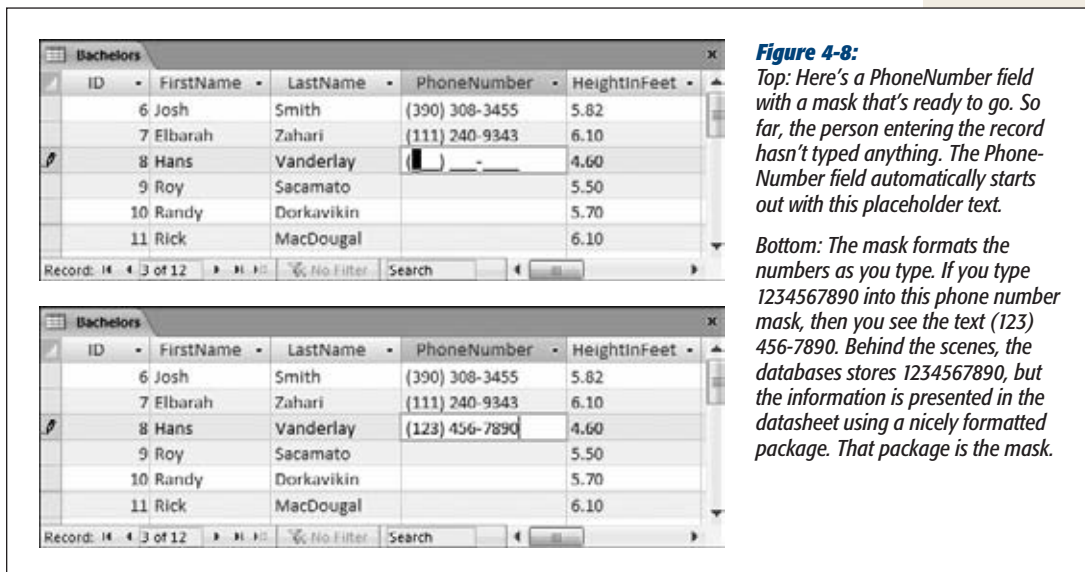 Bachelors
ID FirstName LastName PhoneNumber HeightInFeet
6 Josh Smith (390) 308-3455 5.82
7 Elbarah Zahari (111) 240-9343 6.10
8 Hans Vanderlay (___) ___-____ 4.60
9 Roy Sacamato 5.50
10 Randy Dorkavikin 5.70
11 Rick MacDougal 6.10
Record: 3 of 12 No Filter Search
Bachelors
ID FirstName LastName PhoneNumber HeightInFeet
6 Josh Smith (390) 308-3455 5.82
7 Elbarah Zahari (111) 240-9343 6.10
8 Hans Vanderlay (123) 456-7890 4.60
9 Roy Sacamato 5.50
10 Randy Dorkavikin 5.70
11 Rick MacDougal 6.10
Record: 3 of 12 No Filter Search
Figure 4-8:
Top: Here's a PhoneNumber field
with a mask that's ready to go. So
far, the person entering the record
hasn't typed anything. The Phone-
Number field automatically starts
out with this placeholder text.
Bottom: The mask formats the
numbers as you type. If you type
1234567890 into this phone number
mask, then you see the text (123)
456-7890. Behind the scenes, the
databases stores 1234567890, but
the information is presented in the
datasheet using a nicely formatted
package. That package is the mask.